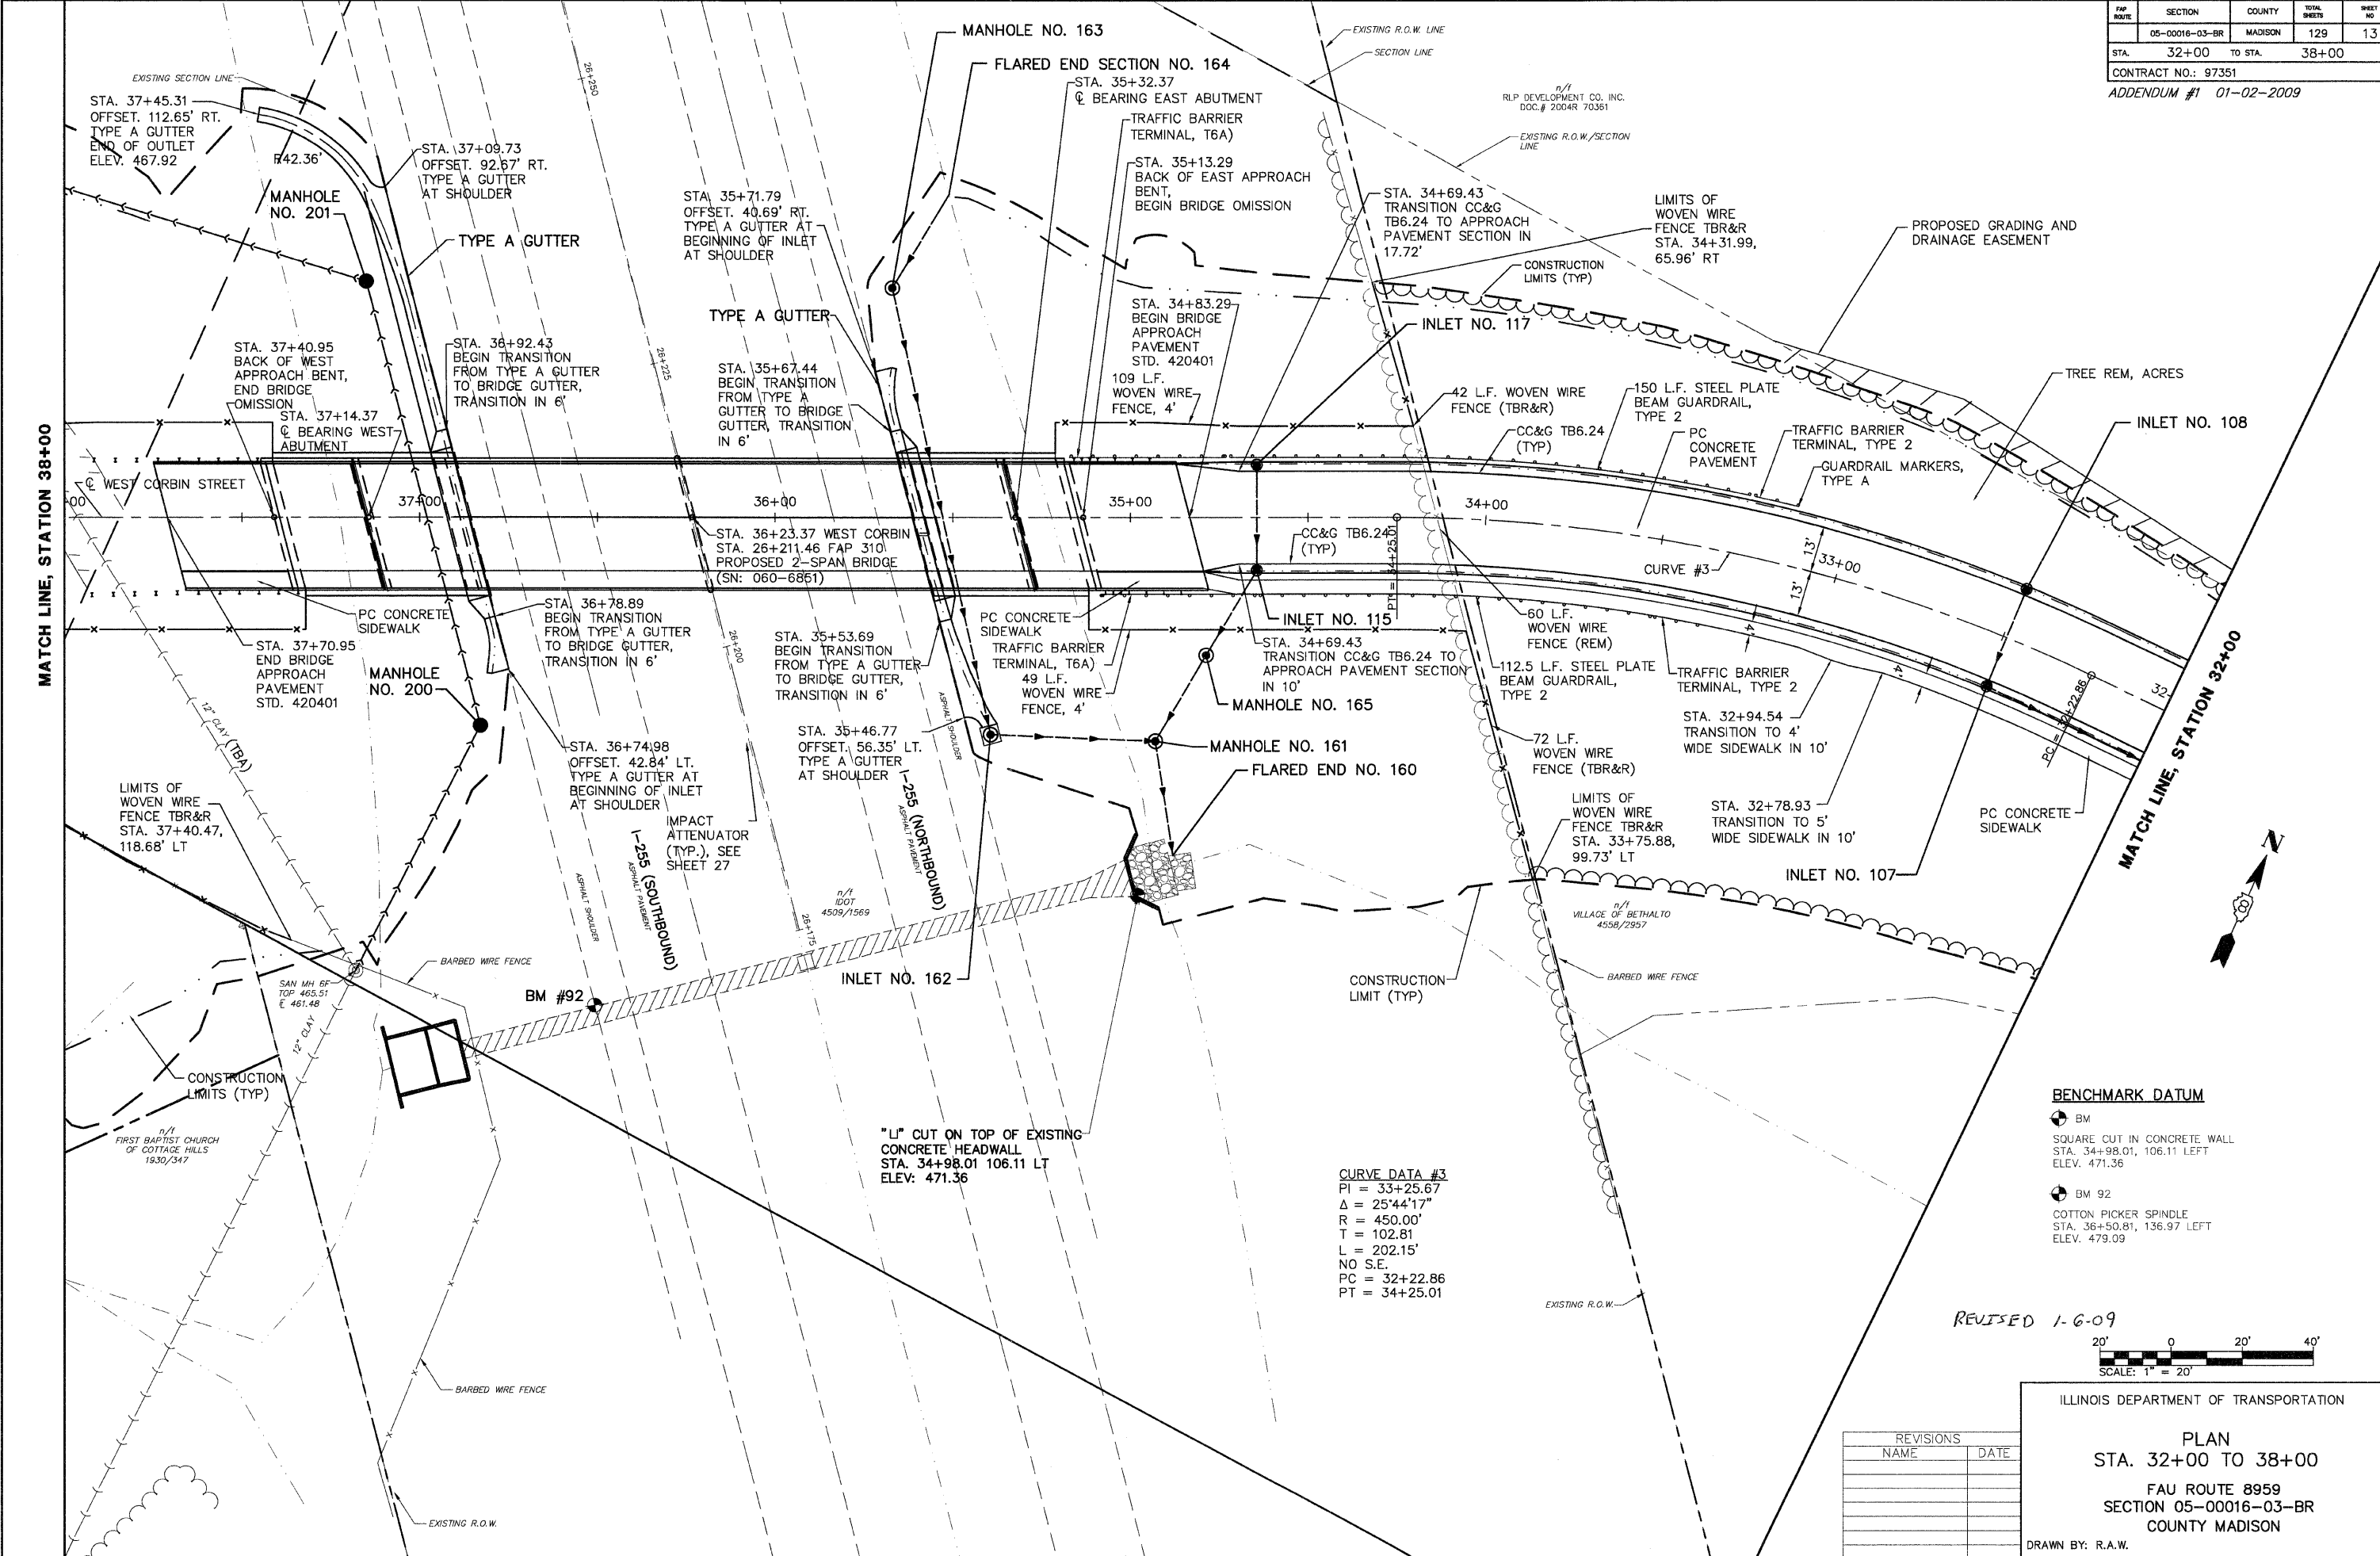 FAP ROUTE
SECTION
COUNTY
TOTAL SHEETS
SHEET NO
05-00016-03-BR
MADISON
129
13
STA. 32+00 TO STA. 38+00
CONTRACT NO.: 97351
ADDENDUM #1 01-02-2009
MANHOLE NO. 163
FLARED END SECTION NO. 164
EXISTING R.O.W. LINE
SECTION LINE
EXISTING SECTION LINE
STA. 37+45.31
OFFSET. 112.65' RT.
TYPE A GUTTER
END OF OUTLET
ELEV. 467.92
R42.36'
STA. 37+09.73
OFFSET. 92.67' RT.
TYPE A GUTTER
AT SHOULDER
MANHOLE
NO. 201
TYPE A GUTTER
26+250
STA. 35+71.79
OFFSET. 40.69' RT.
TYPE A GUTTER AT
BEGINNING OF INLET
AT SHOULDER
STA. 35+32.37
℄ BEARING EAST ABUTMENT
TRAFFIC BARRIER
TERMINAL, T6A)
STA. 35+13.29
BACK OF EAST APPROACH
BENT,
BEGIN BRIDGE OMISSION
n/f
RLP DEVELOPMENT CO. INC.
DOC.# 2004R 70361
EXISTING R.O.W./SECTION
LINE
STA. 34+69.43
TRANSITION CC&G
TB6.24 TO APPROACH
PAVEMENT SECTION IN
17.72'
LIMITS OF
WOVEN WIRE
FENCE TBR&R
STA. 34+31.99,
65.96' RT
PROPOSED GRADING AND
DRAINAGE EASEMENT
CONSTRUCTION
LIMITS (TYP)
TYPE A GUTTER
STA. 34+83.29
BEGIN BRIDGE
APPROACH
PAVEMENT
STD. 420401
INLET NO. 117
STA. 37+40.95
BACK OF WEST
APPROACH BENT,
END BRIDGE
OMISSION
STA. 37+14.37
℄ BEARING WEST
ABUTMENT
STA. 36+92.43
BEGIN TRANSITION
FROM TYPE A GUTTER
TO BRIDGE GUTTER,
TRANSITION IN 6'
26+225
STA. 35+67.44
BEGIN TRANSITION
FROM TYPE A
GUTTER TO BRIDGE
GUTTER, TRANSITION
IN 6'
109 L.F.
WOVEN WIRE
FENCE, 4'
42 L.F. WOVEN WIRE
FENCE (TBR&R)
150 L.F. STEEL PLATE
BEAM GUARDRAIL,
TYPE 2
TREE REM, ACRES
INLET NO. 108
CC&G TB6.24
(TYP)
PC
CONCRETE
PAVEMENT
TRAFFIC BARRIER
TERMINAL, TYPE 2
GUARDRAIL MARKERS,
TYPE A
MATCH LINE, STATION 38+00
℄ WEST CORBIN STREET
00
37+00
36+00
35+00
34+00
33+00
32-
STA. 36+23.37 WEST CORBIN
STA. 26+211.46 FAP 310
PROPOSED 2-SPAN BRIDGE
(SN: 060-6851)
CC&G TB6.24
(TYP)
PT = 34+25.01
CURVE #3
13'
13'
4'
4'
PC CONCRETE
SIDEWALK
STA. 37+70.95
END BRIDGE
APPROACH
PAVEMENT
STD. 420401
MANHOLE
NO. 200
STA. 36+78.89
BEGIN TRANSITION
FROM TYPE A GUTTER
TO BRIDGE GUTTER,
TRANSITION IN 6'
26+200
STA. 35+53.69
BEGIN TRANSITION
FROM TYPE A GUTTER
TO BRIDGE GUTTER,
TRANSITION IN 6'
PC CONCRETE
SIDEWALK
TRAFFIC BARRIER
TERMINAL, T6A)
49 L.F.
WOVEN WIRE
FENCE, 4'
INLET NO. 115
STA. 34+69.43
TRANSITION CC&G TB6.24 TO
APPROACH PAVEMENT SECTION
IN 10'
60 L.F.
WOVEN WIRE
FENCE (REM)
112.5 L.F. STEEL PLATE
BEAM GUARDRAIL,
TYPE 2
TRAFFIC BARRIER
TERMINAL, TYPE 2
MANHOLE NO. 165
STA. 32+94.54
TRANSITION TO 4'
WIDE SIDEWALK IN 10'
PC = 32+22.86
MATCH LINE, STATION 32+00
12" CLAY (TBA)
STA. 36+74.98
OFFSET. 42.84' LT.
TYPE A GUTTER AT
BEGINNING OF INLET
AT SHOULDER
STA. 35+46.77
OFFSET. 56.35' LT.
TYPE A GUTTER
AT SHOULDER
ASPHALT SHOULDER
MANHOLE NO. 161
FLARED END NO. 160
72 L.F.
WOVEN WIRE
FENCE (TBR&R)
LIMITS OF
WOVEN WIRE
FENCE TBR&R
STA. 37+40.47,
118.68' LT
IMPACT
ATTENUATOR
(TYP.), SEE
SHEET 27
I-255 (SOUTHBOUND)
ASPHALT PAVEMENT
ASPHALT SHOULDER
I-255 (NORTHBOUND)
ASPHALT PAVEMENT
LIMITS OF
WOVEN WIRE
FENCE TBR&R
STA. 33+75.88,
99.73' LT
STA. 32+78.93
TRANSITION TO 5'
WIDE SIDEWALK IN 10'
PC CONCRETE
SIDEWALK
INLET NO. 107
N
n/f
IDOT
4509/1569
26+175
n/f
VILLAGE OF BETHALTO
4558/2957
BARBED WIRE FENCE
SAN MH 6F
TOP 465.51
℄ 461.48
BM #92
INLET NO. 162
CONSTRUCTION
LIMIT (TYP)
BARBED WIRE FENCE
12" CLAY
CONSTRUCTION
LIMITS (TYP)
n/f
FIRST BAPTIST CHURCH
OF COTTAGE HILLS
1930/347
"⊔" CUT ON TOP OF EXISTING
CONCRETE HEADWALL
STA. 34+98.01 106.11 LT
ELEV: 471.36
CURVE DATA #3
PI = 33+25.67
Δ = 25°44'17"
R = 450.00'
T = 102.81
L = 202.15'
NO S.E.
PC = 32+22.86
PT = 34+25.01
BENCHMARK DATUM
BM
SQUARE CUT IN CONCRETE WALL
STA. 34+98.01, 106.11 LEFT
ELEV. 471.36
BM 92
COTTON PICKER SPINDLE
STA. 36+50.81, 136.97 LEFT
ELEV. 479.09
EXISTING R.O.W.
BARBED WIRE FENCE
EXISTING R.O.W.
REVISED 1-6-09
20' 0 20' 40'
SCALE: 1" = 20'
REVISIONS
NAME DATE
ILLINOIS DEPARTMENT OF TRANSPORTATION
PLAN
STA. 32+00 TO 38+00
FAU ROUTE 8959
SECTION 05-00016-03-BR
COUNTY MADISON
DRAWN BY: R.A.W.